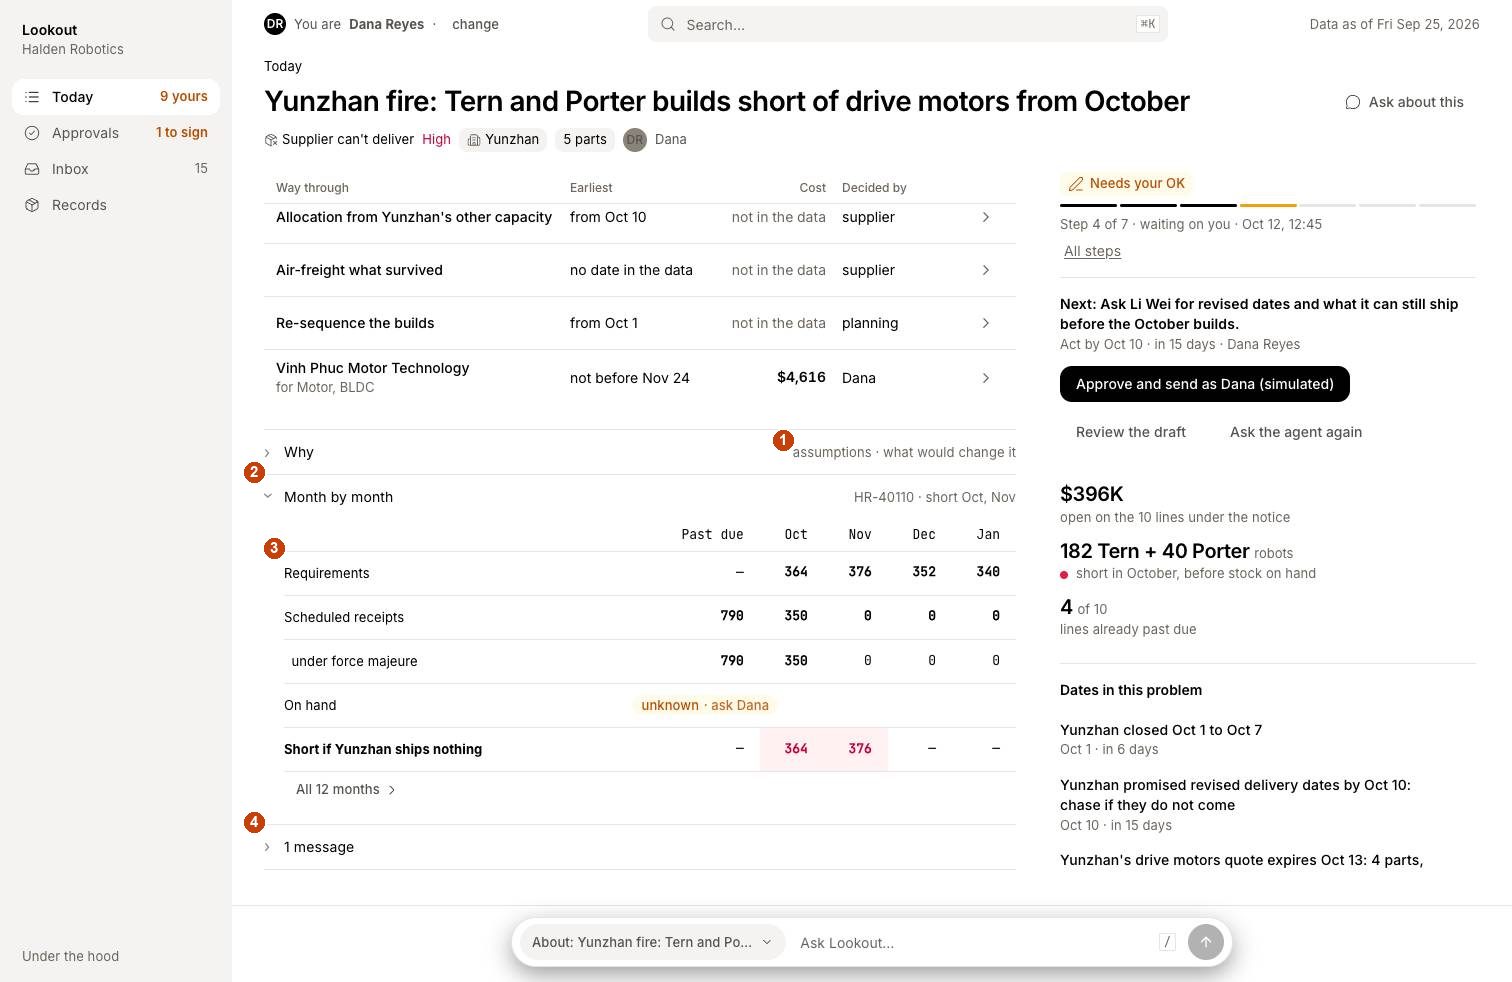 Lookout
Halden Robotics
Today 9 yours
Approvals 1 to sign
Inbox 15
Records
Under the hood
DR You are Dana Reyes · change
Search... ⌘K
Data as of Fri Sep 25, 2026
Today
Yunzhan fire: Tern and Porter builds short of drive motors from October
Ask about this
Supplier can't deliver High Yunzhan 5 parts DR Dana
Way through Earliest Cost Decided by
Allocation from Yunzhan's other capacity from Oct 10 not in the data supplier
Air-freight what survived no date in the data not in the data supplier
Re-sequence the builds from Oct 1 not in the data planning
Vinh Phuc Motor Technology
for Motor, BLDC
not before Nov 24 $4,616 Dana
1
Why assumptions · what would change it
2
Month by month HR-40110 · short Oct, Nov
Past due Oct Nov Dec Jan
3
Requirements – 364 376 352 340
Scheduled receipts 790 350 0 0 0
under force majeure 790 350 0 0 0
On hand unknown · ask Dana
Short if Yunzhan ships nothing – 364 376 – –
All 12 months
4
1 message
Needs your OK
Step 4 of 7 · waiting on you · Oct 12, 12:45
All steps
Next: Ask Li Wei for revised dates and what it can still ship
before the October builds.
Act by Oct 10 · in 15 days · Dana Reyes
Approve and send as Dana (simulated)
Review the draft Ask the agent again
$396K
open on the 10 lines under the notice
182 Tern + 40 Porter robots
short in October, before stock on hand
4 of 10
lines already past due
Dates in this problem
Yunzhan closed Oct 1 to Oct 7
Oct 1 · in 6 days
Yunzhan promised revised delivery dates by Oct 10:
chase if they do not come
Oct 10 · in 15 days
Yunzhan's drive motors quote expires Oct 13: 4 parts,
About: Yunzhan fire: Tern and Po... Ask Lookout... /